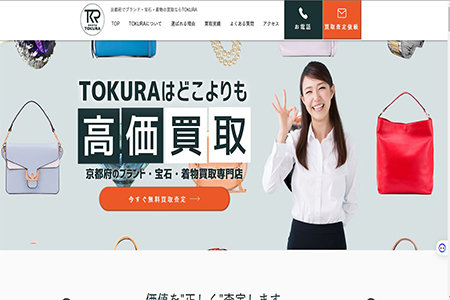 京都府でブランド・宝石・着物の買取ならTOKURA
TKR
TOKURA
TOP TOKURAについて 選ばれる理由 買取実績 よくある質問 アクセス
お電話
買取査定依頼
TOKURAはどこよりも
高価買取
京都府のブランド・宝石・着物買取専門店
今すぐ無料買取査定 →
価値を"正しく"査定します